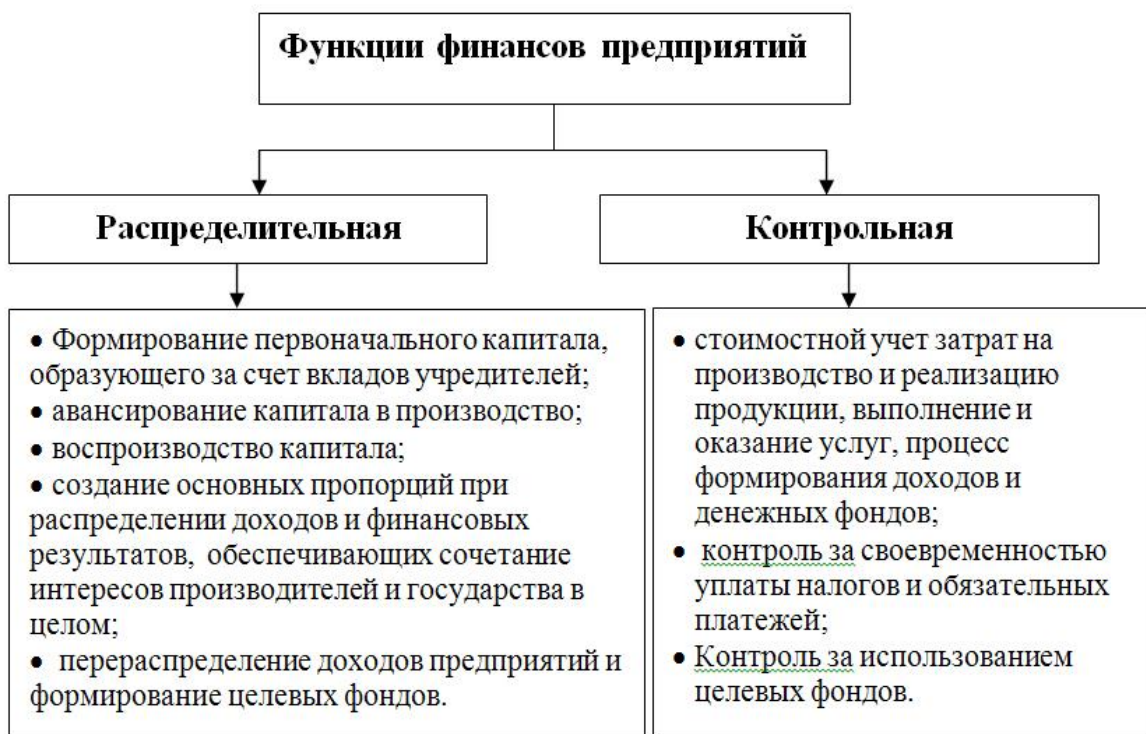 Функции финансов предприятий
Распределительная
• Формирование первоначального капитала,
образующего за счет вкладов учредителей;
• авансирование капитала в производство;
• воспроизводство капитала;
• создание основных пропорций при
распределении доходов и финансовых
результатов, обеспечивающих сочетание
интересов производителей и государства в
целом;
• перераспределение доходов предприятий и
формирование целевых фондов.
Контрольная
• стоимостной учет затрат на
производство и реализацию
продукции, выполнение и
оказание услуг, процесс
формирования доходов и
денежных фондов;
• контроль за своевременностью
уплаты налогов и обязательных
платежей;
• Контроль за использованием
целевых фондов.